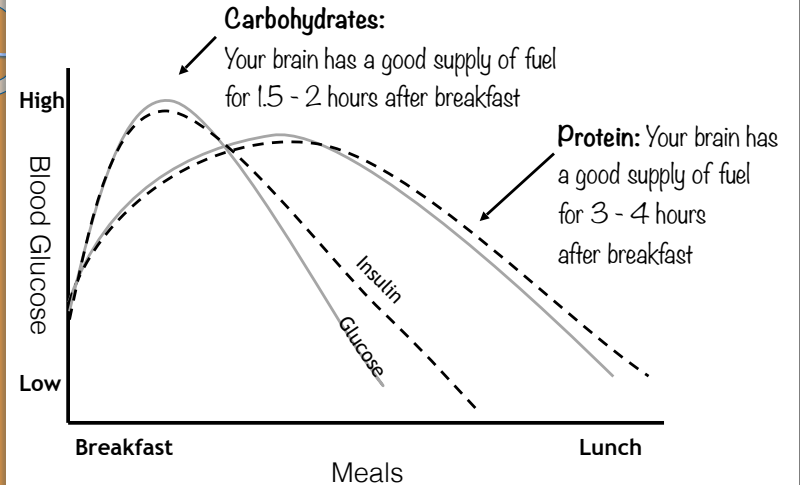 Carbohydrates:
Your brain has a good supply of fuel
for 1.5 - 2 hours after breakfast
High
Protein: Your brain has
a good supply of fuel
for 3 - 4 hours
after breakfast
Blood Glucose
Insulin
Glucose
Low
Breakfast
Lunch
Meals